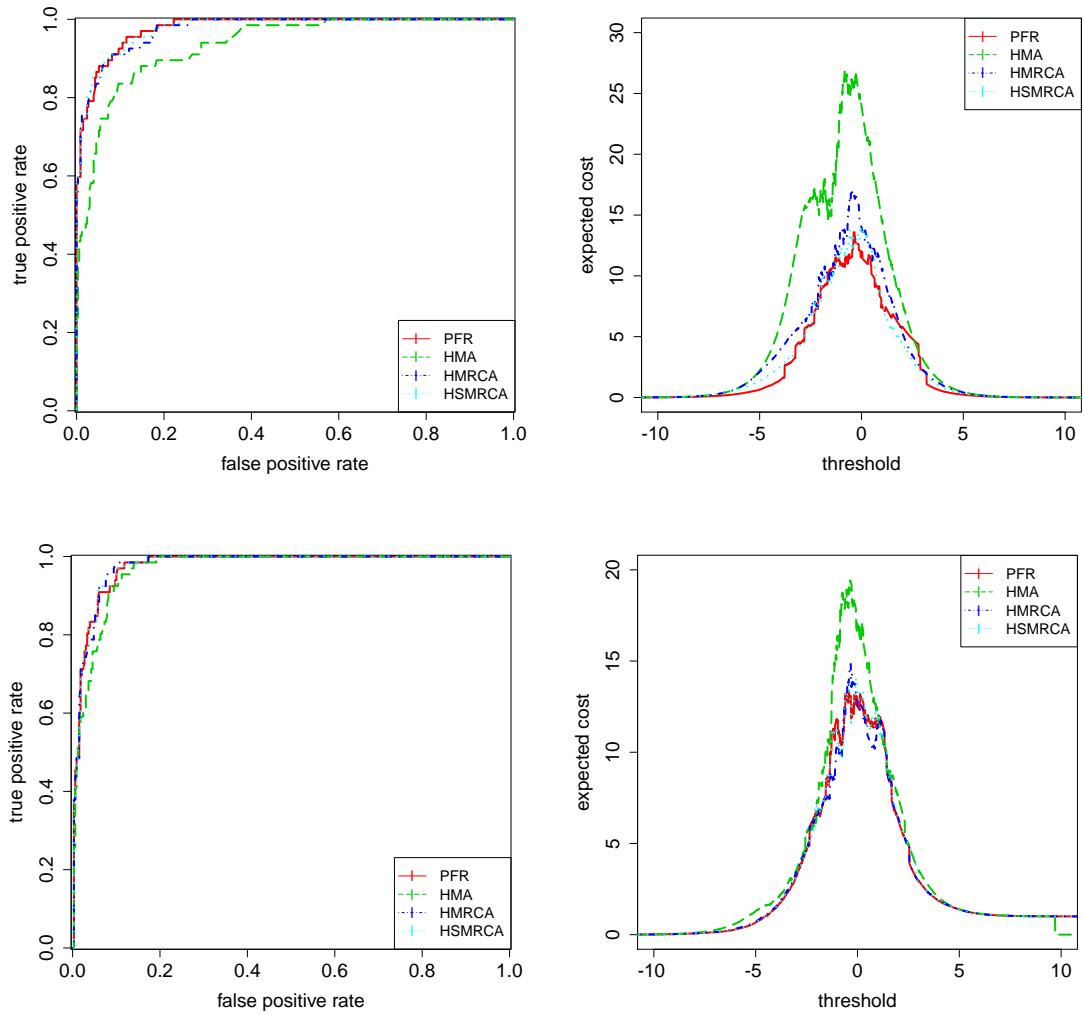 true positive rate
0.0 0.2 0.4 0.6 0.8 1.0
PFR
HMA
HMRCA
HSMRCA
0.0 0.2 0.4 0.6 0.8 1.0
false positive rate
expected cost
0 5 10 15 20 25 30
PFR
HMA
HMRCA
HSMRCA
-10 -5 0 5 10
threshold
true positive rate
0.0 0.2 0.4 0.6 0.8 1.0
PFR
HMA
HMRCA
HSMRCA
0.0 0.2 0.4 0.6 0.8 1.0
false positive rate
expected cost
0 5 10 15 20
PFR
HMA
HMRCA
HSMRCA
-10 -5 0 5 10
threshold